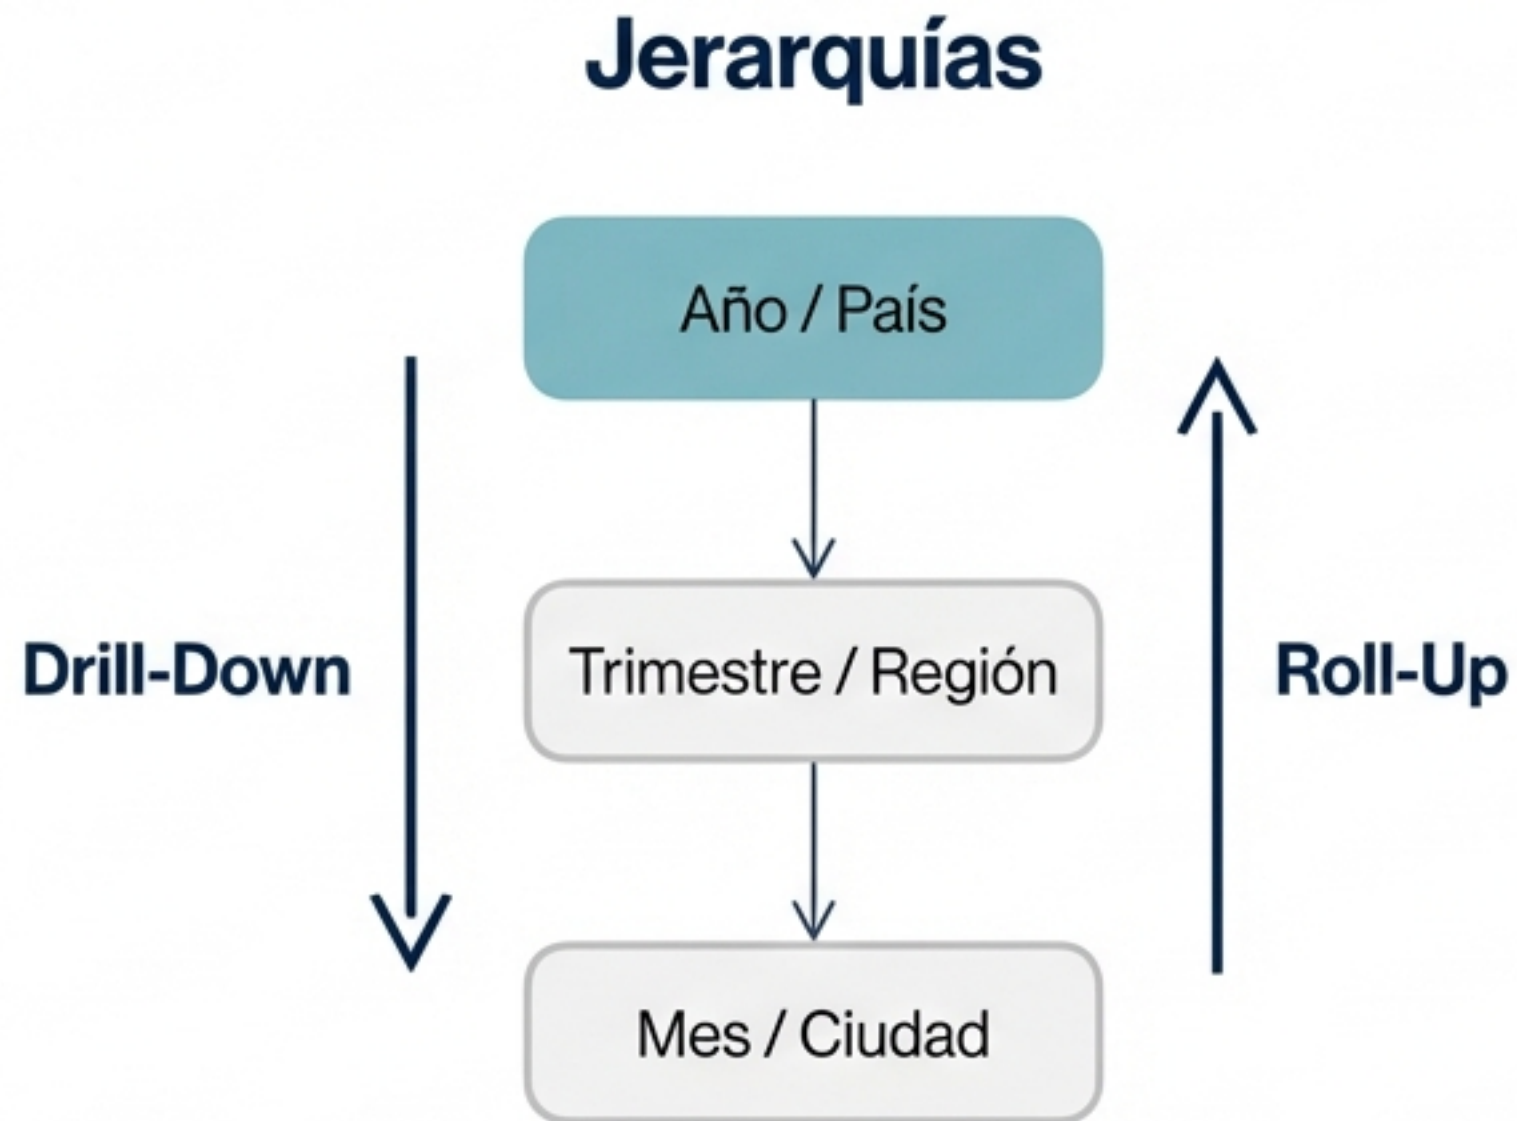 Jerarquías
Año / País
Drill-Down
Trimestre / Región
Roll-Up
Mes / Ciudad